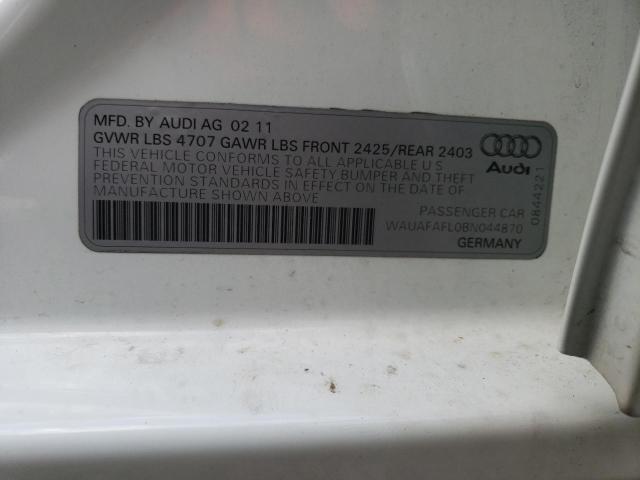 MFD. BY AUDI AG 02 11
GVWR LBS 4707 GAWR LBS FRONT 2425/REAR 2403
THIS VEHICLE CONFORMS TO ALL APPLICABLE U S
FEDERAL MOTOR VEHICLE SAFETY,BUMPER AND THEFT
PREVENTION STANDARDS IN EFFECT ON THE DATE OF
MANUFACTURE SHOWN ABOVE
Audi
0844221
PASSENGER CAR
WAUAFAFL0BN044870
GERMANY